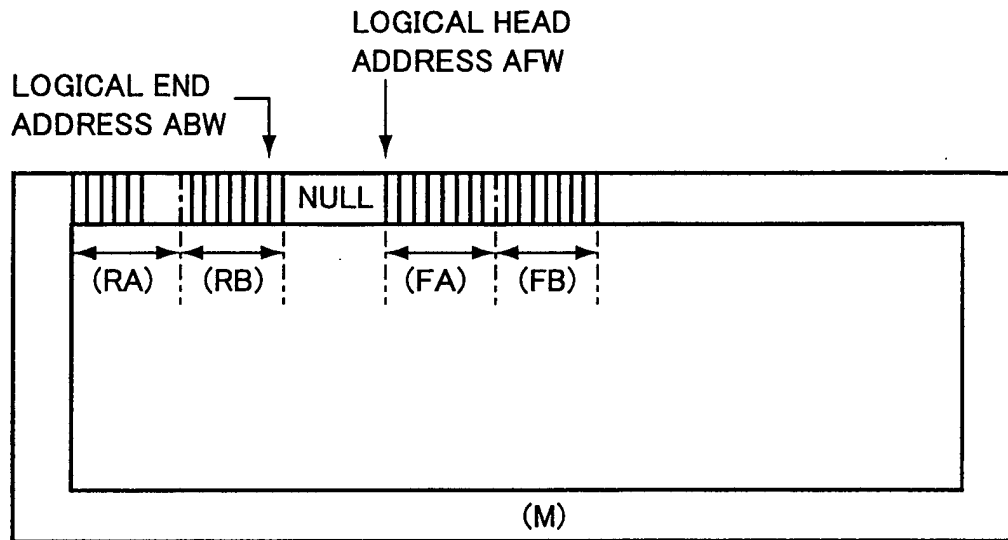 LOGICAL HEAD
ADDRESS AFW
LOGICAL END
ADDRESS ABW
NULL
(RA)
(RB)
(FA)
(FB)
(M)